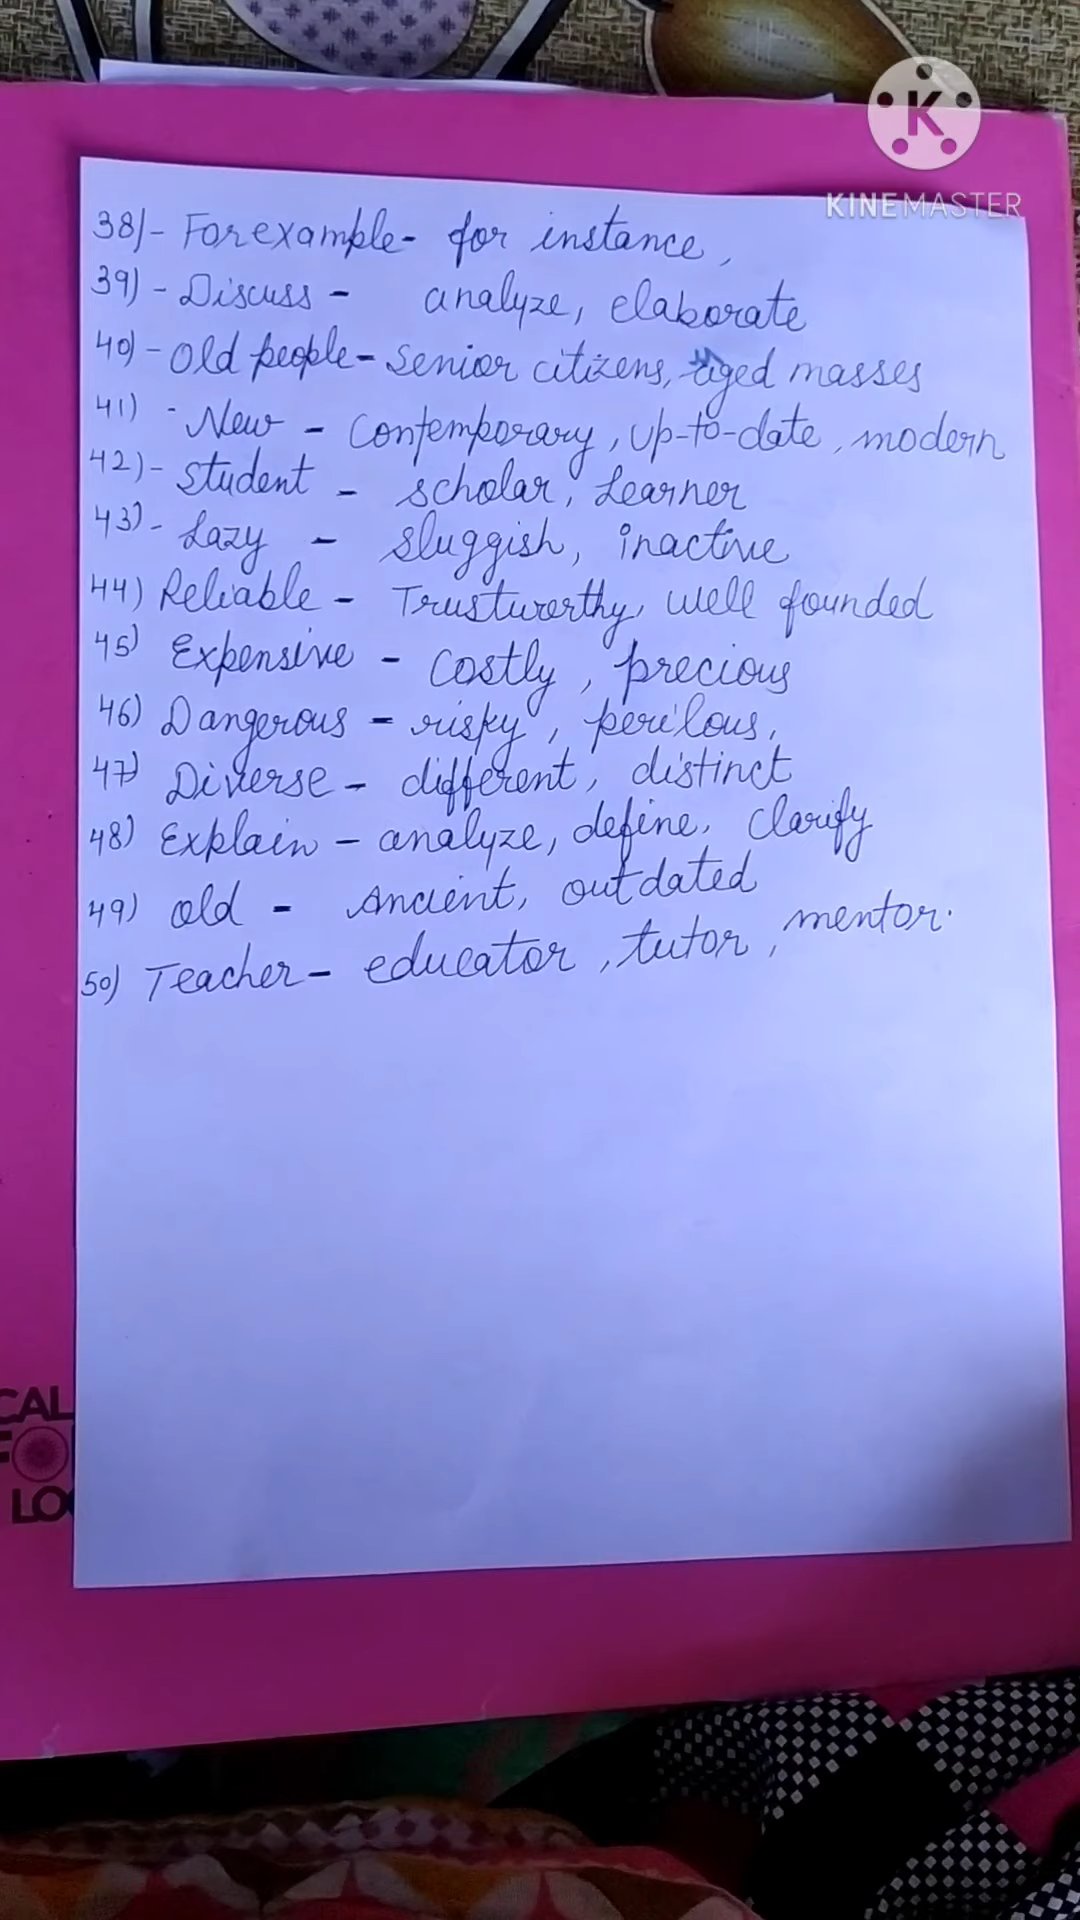 KINEMASTER
38)- For example- for instance,
39)- Discuss - analyze, elaborate
40)- Old people- Senior citizens, aged masses
41) - New - Contemporary, up-to-date, modern
42)- Student - scholar, Learner
43)- Lazy - sluggish, inactive
44) Reliable - Trustworthy, well founded
45) Expensive - costly, precious
46) Dangerous - risky, perilous,
47) Diverse - different, distinct
48) Explain - analyze, define, clarify
49) old - Ancient, outdated
50) Teacher - educator, tutor, mentor.
CAL
FO
LO